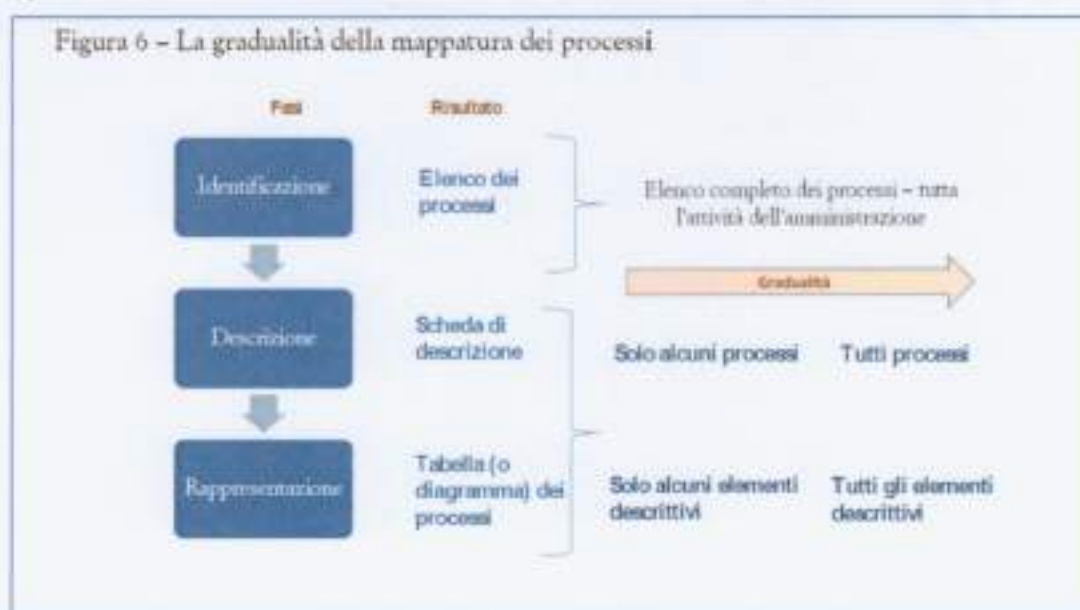 Figura 6 – La gradualità della mappatura dei processi
Fasi
Risultato
Identificazione
Elenco dei
processi
Elenco completo dei processi – tutta
l'attività dell'amministrazione
Gradualità
Descrizione
Scheda di
descrizione
Solo alcuni processi
Tutti processi
Rappresentazione
Tabella (o
diagramma) dei
processi
Solo alcuni elementi
descrittivi
Tutti gli elementi
descrittivi